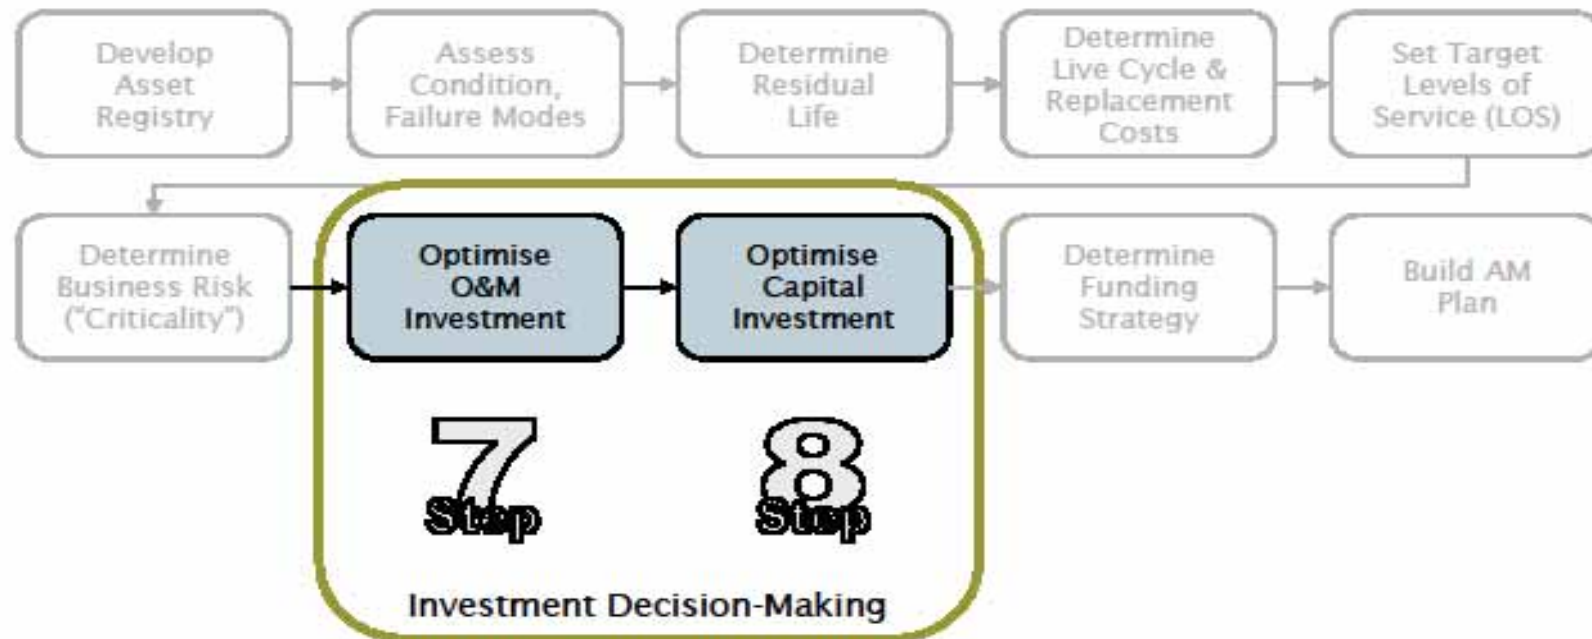 Develop
Asset
Registry
Assess
Condition,
Failure Modes
Determine
Residual
Life
Determine
Live Cycle &
Replacement
Costs
Set Target
Levels of
Service (LOS)
Determine
Business Risk
("Criticality")
Optimise
O&M
Investment
Optimise
Capital
Investment
Determine
Funding
Strategy
Build AM
Plan
7
Step
8
Step
Investment Decision-Making